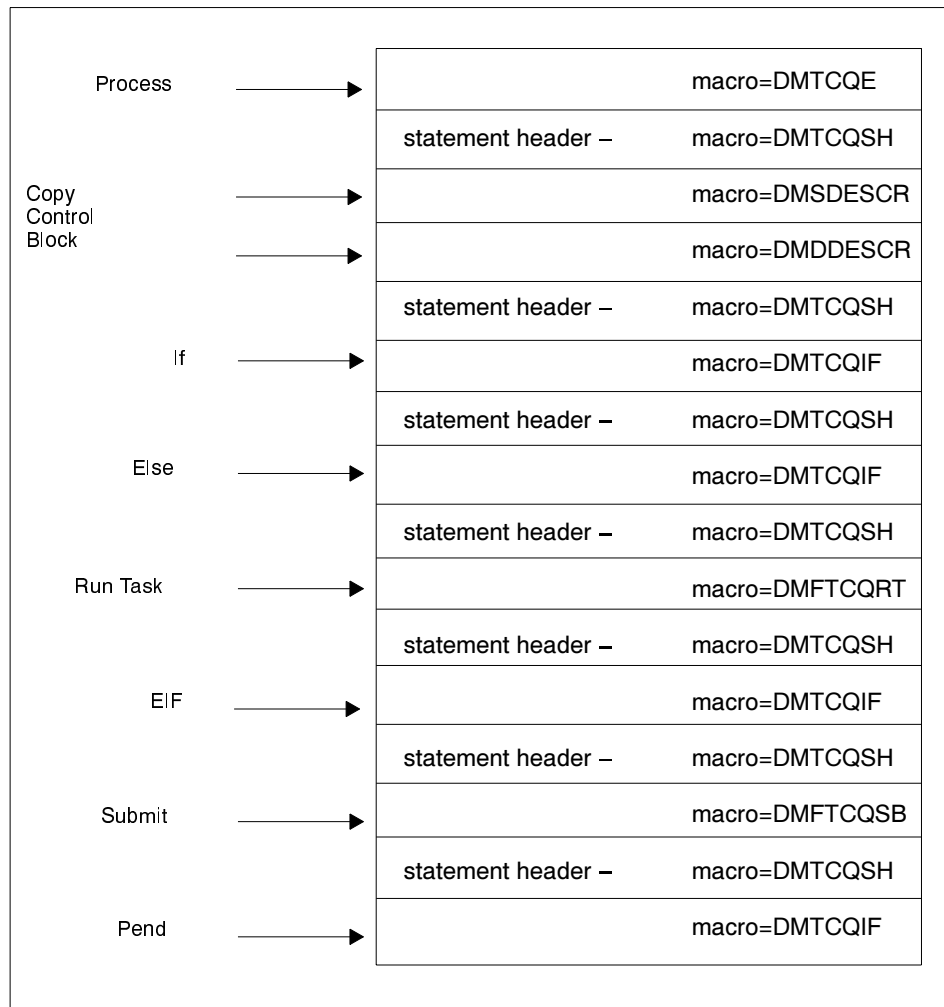 Process macro=DMTCQE
statement header – macro=DMTCQSH
Copy
Control
Block
macro=DMSDESCR
macro=DMDDESCR
statement header – macro=DMTCQSH
If macro=DMTCQIF
statement header – macro=DMTCQSH
Else macro=DMTCQIF
statement header – macro=DMTCQSH
Run Task macro=DMFTCQRT
statement header – macro=DMTCQSH
EIF macro=DMTCQIF
statement header – macro=DMTCQSH
Submit macro=DMFTCQSB
statement header – macro=DMTCQSH
Pend macro=DMTCQIF